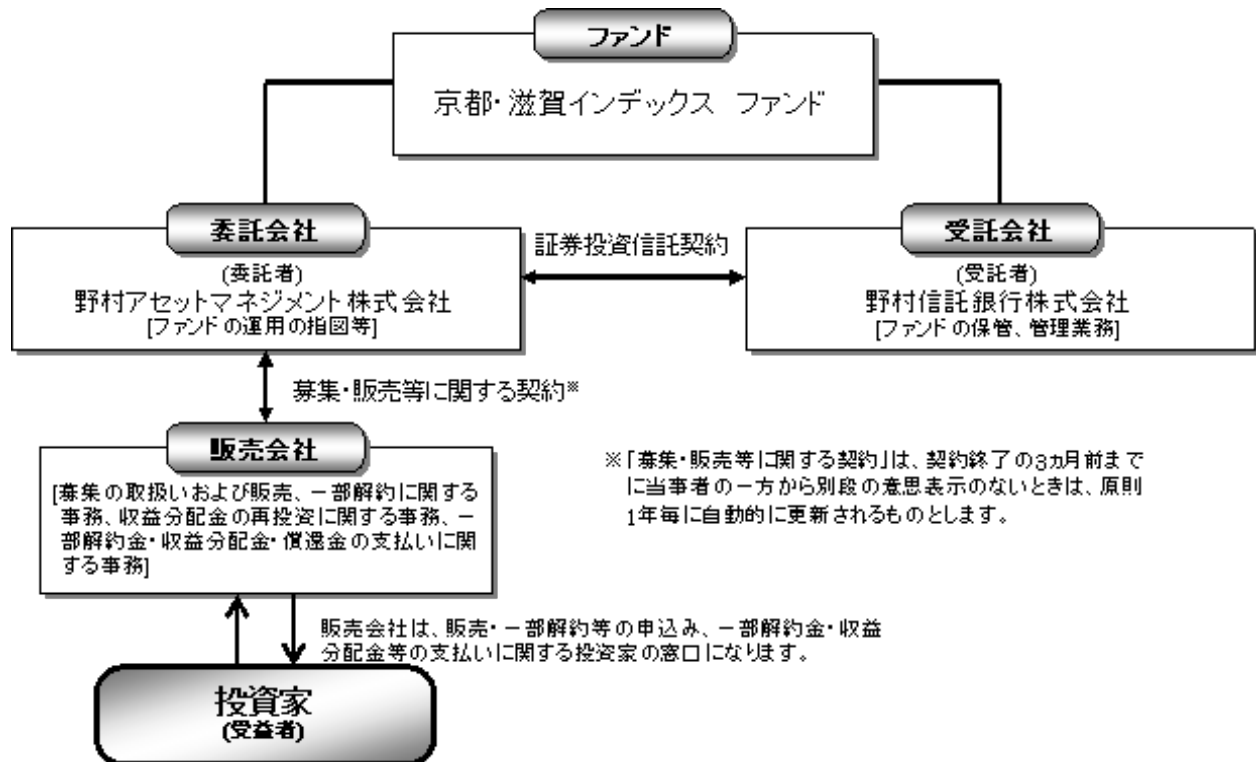 ファンド
京都・滋賀インデックス ファンド
委託会社
(委託者)
野村アセットマネジメント株式会社
[ファンドの運用の指図等]
証券投資信託契約
受託会社
(受託者)
野村信託銀行株式会社
[ファンドの保管、管理業務]
募集・販売等に関する契約※
販売会社
[募集の取扱いおよび販売、一部解約に関する
事務、収益分配金の再投資に関する事務、一
部解約金・収益分配金・償還金の支払いに関
する事務]
※「募集・販売等に関する契約」は、契約終了の3ヵ月前まで
に当事者の一方から別段の意思表示のないときは、原則
1年毎に自動的に更新されるものとします。
販売会社は、販売・一部解約等の申込み、一部解約金・収益
分配金等の支払いに関する投資家の窓口になります。
投資家
(受益者)